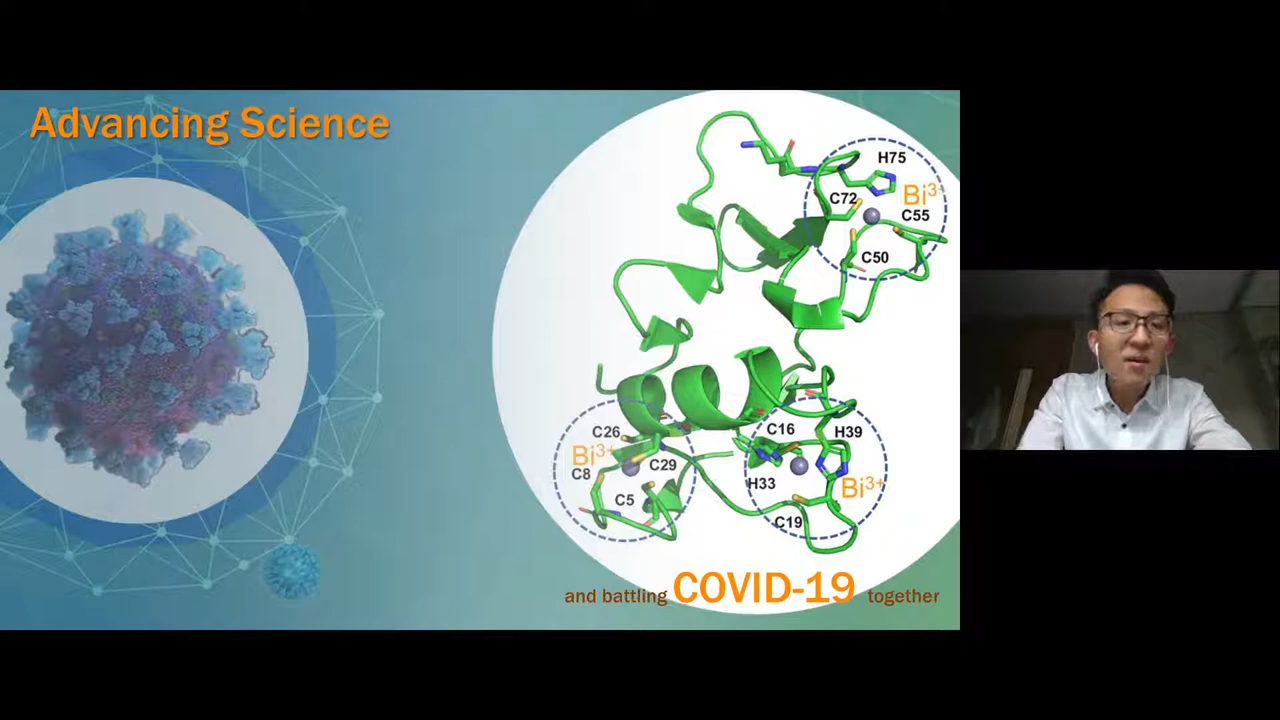 Advancing Science
H75
Bi³⁺
C72
C55
C50
C26
Bi³⁺
C8
C29
C5
C16
H39
H33
Bi³⁺
C19
and battling COVID-19 together